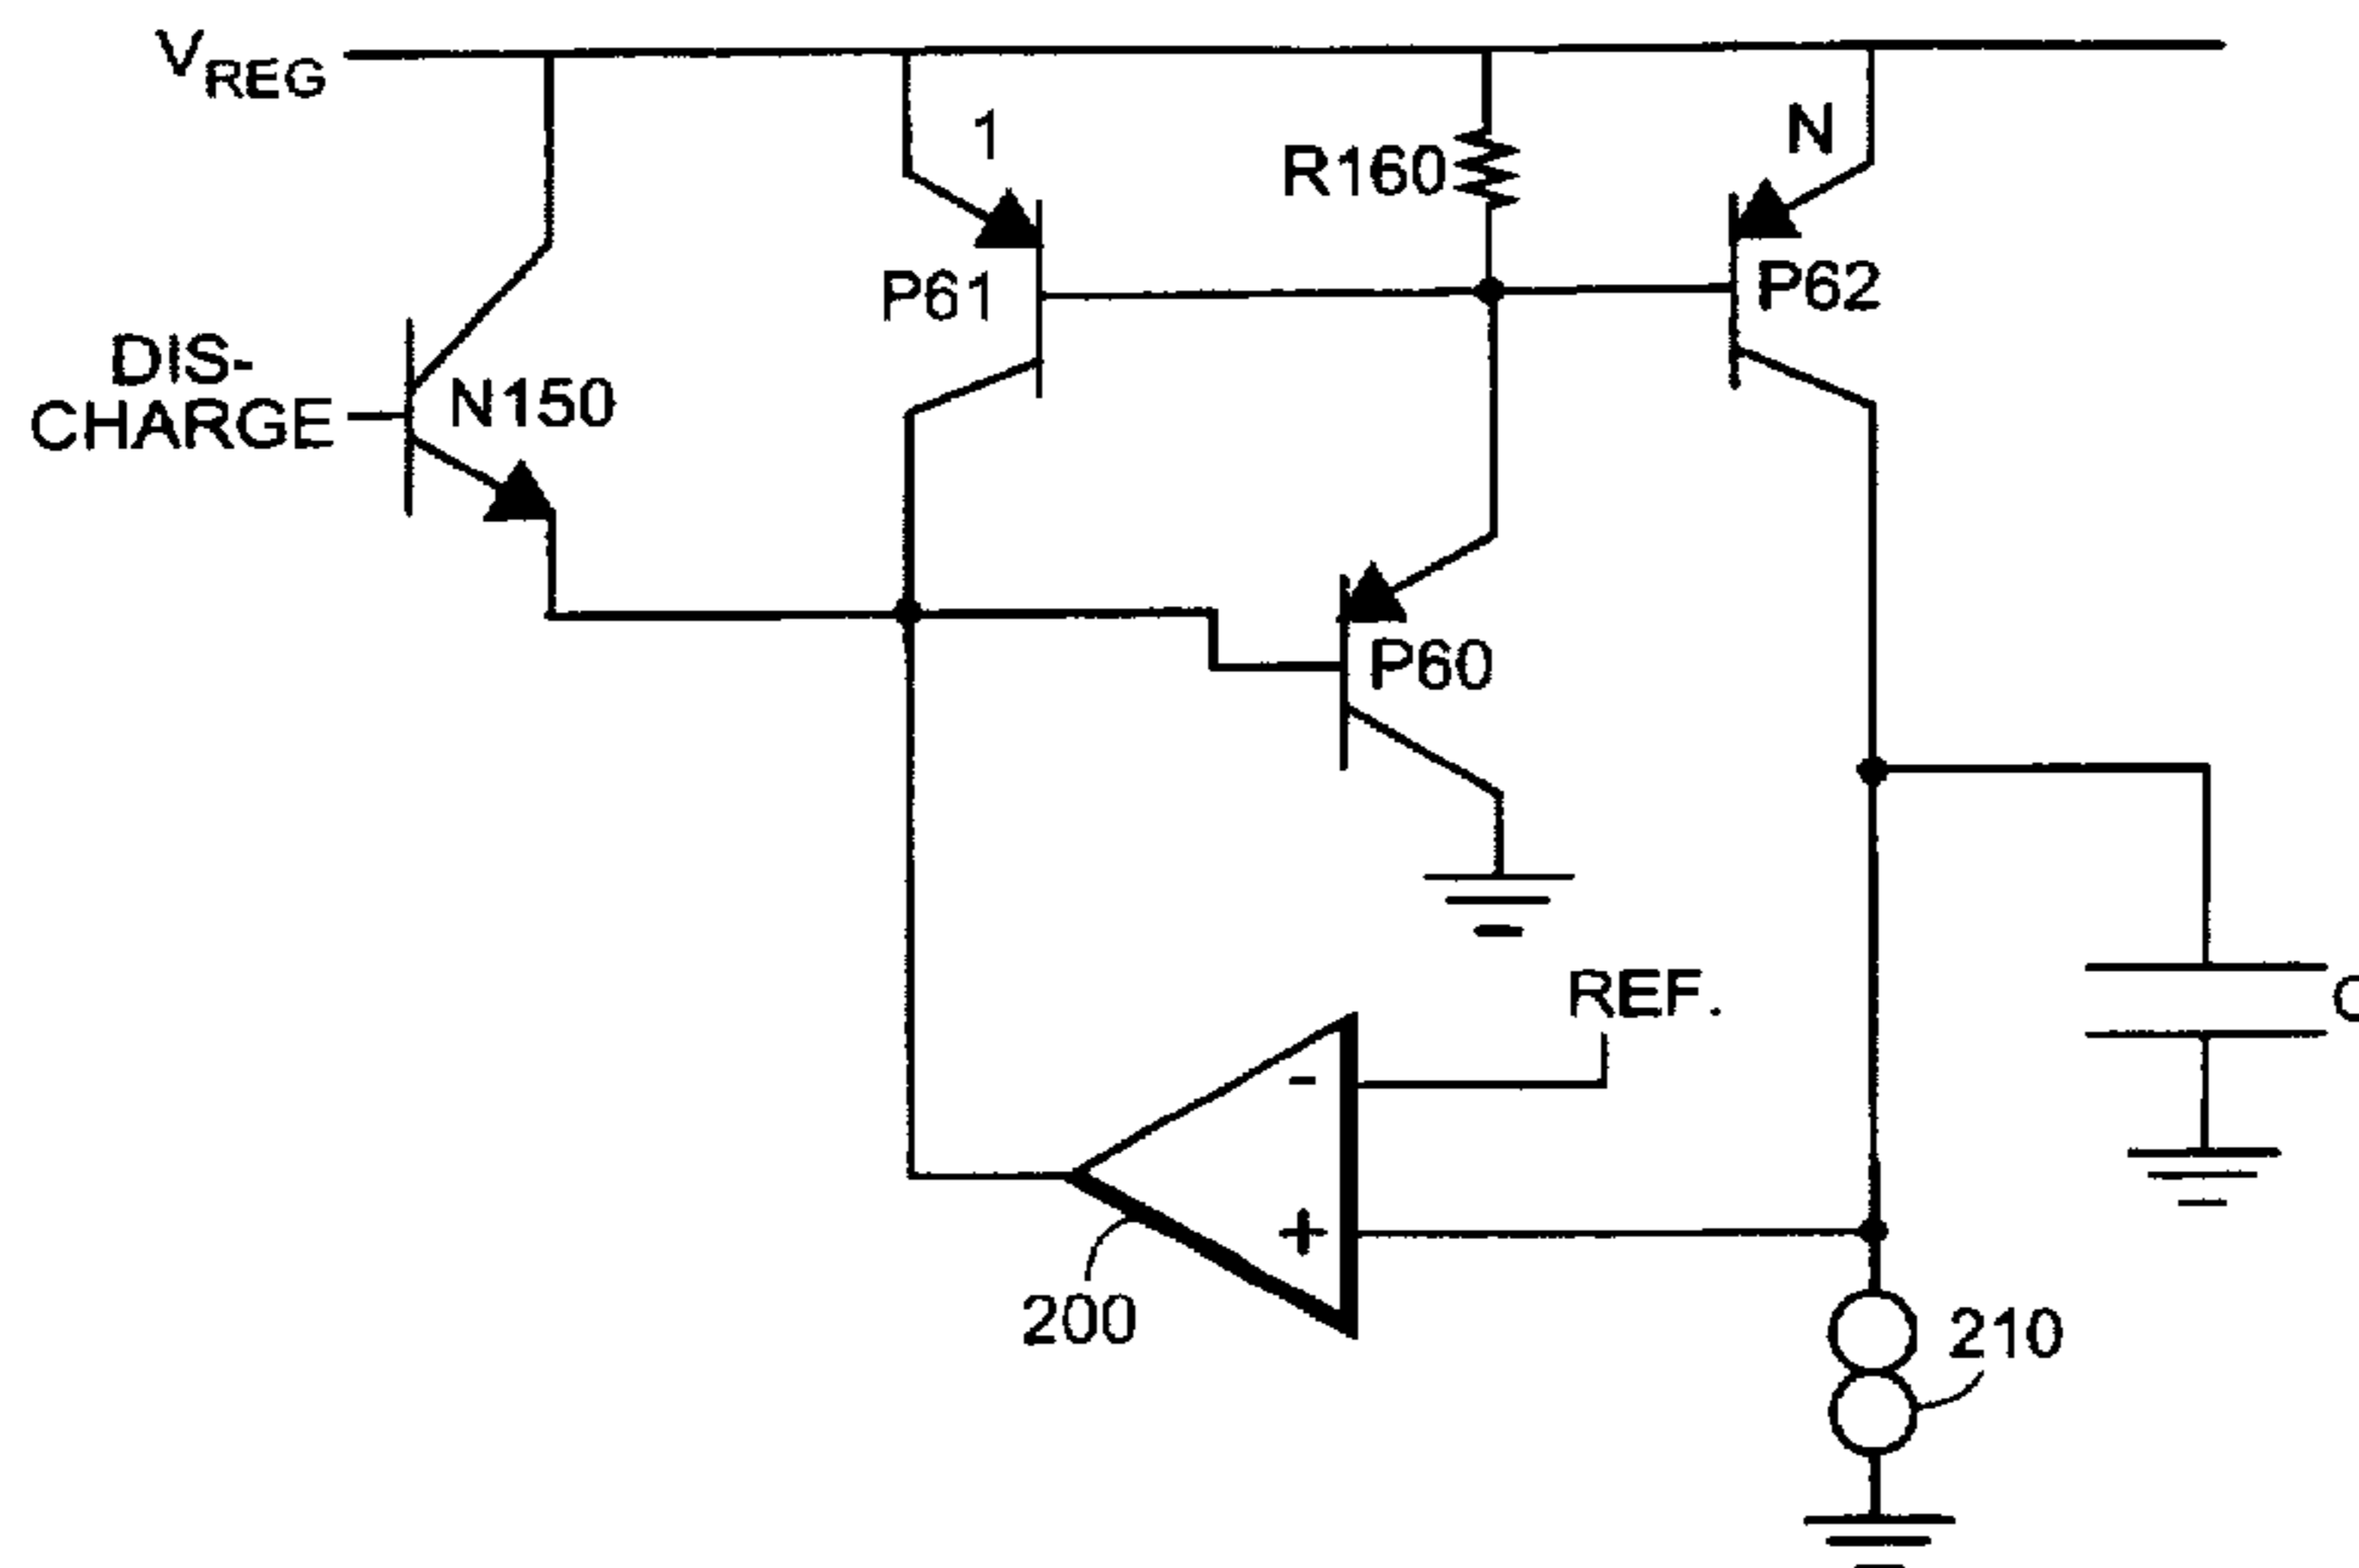 VREG
1
R160
N
P61
P62
DIS-
CHARGE
N150
P60
REF.
-
+
200
210